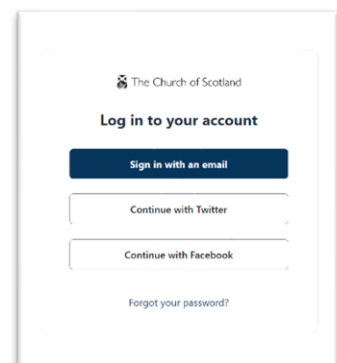 The Church of Scotland
Log in to your account
Sign in with an email
Continue with Twitter
Continue with Facebook
Forgot your password?